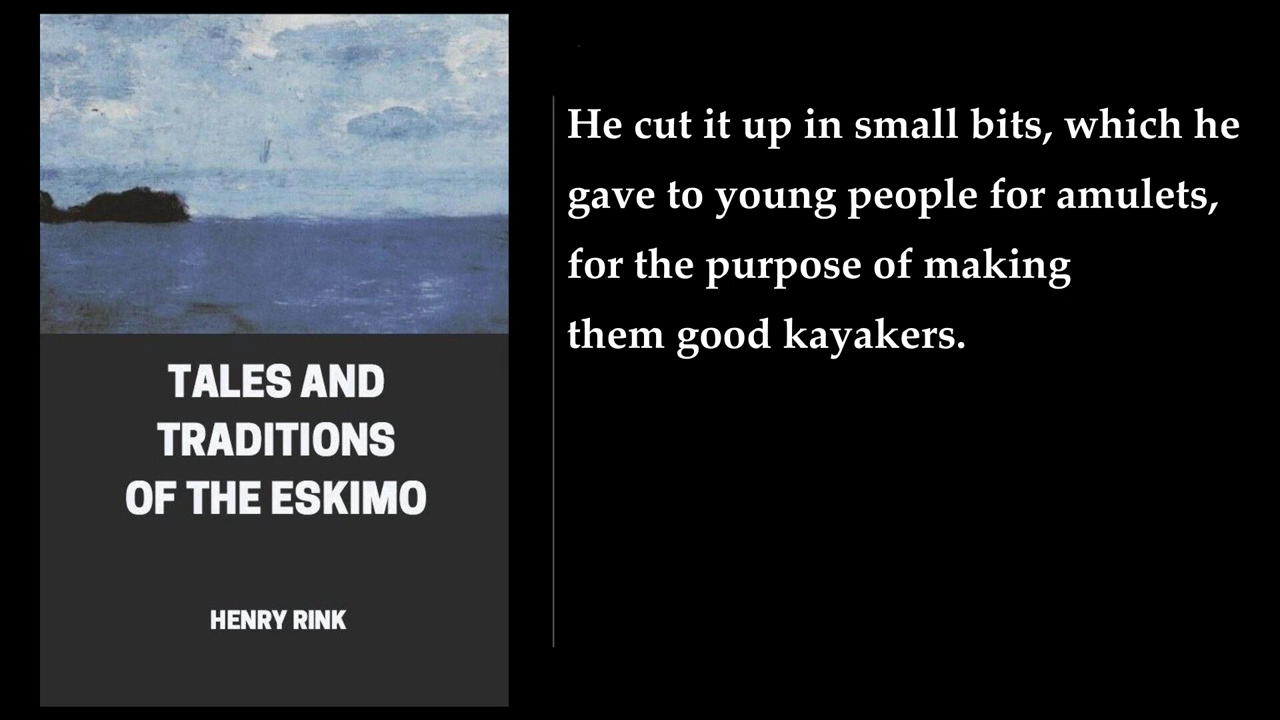 TALES AND
TRADITIONS
OF THE ESKIMO
HENRY RINK
He cut it up in small bits, which he
gave to young people for amulets,
for the purpose of making
them good kayakers.